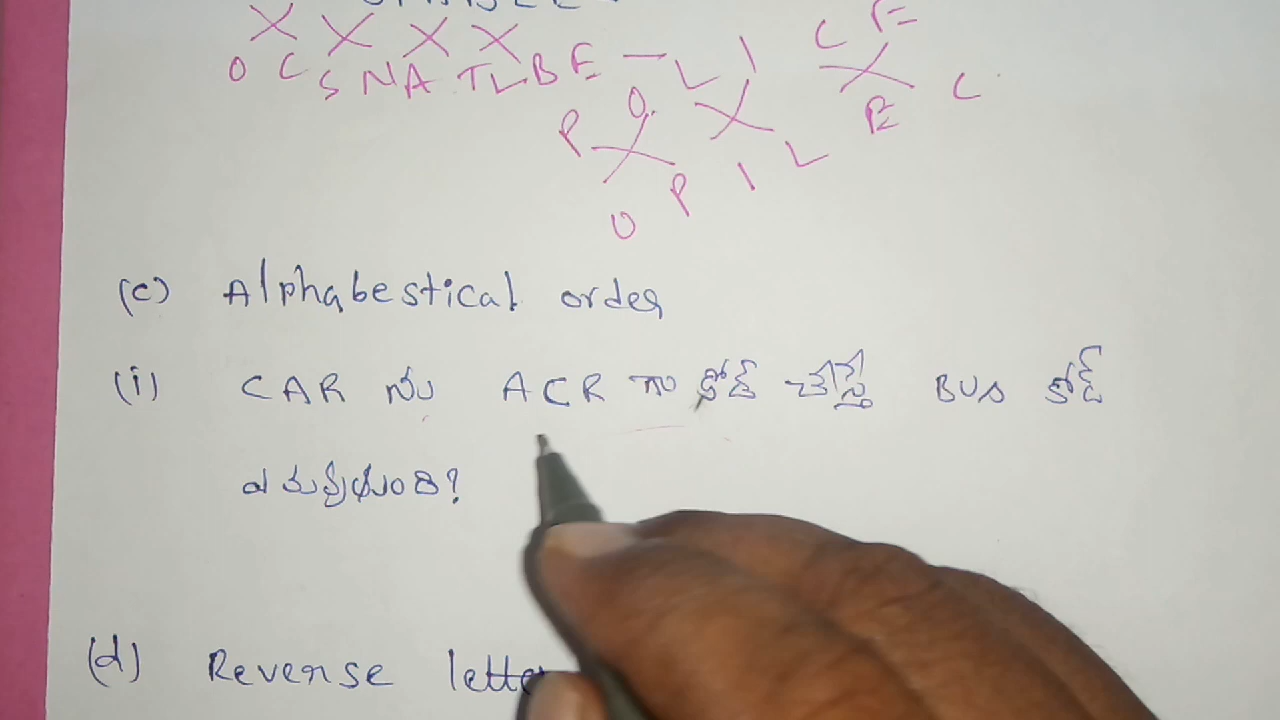 O C S N A T L B E — L I C E
P O I L E C
O P
(c) Alphabestical order
(i) CAR ను ACR గా కోడ్ చేస్తే BUS కోడ్
ఏమవుతుంది?
(d) Reverse lette